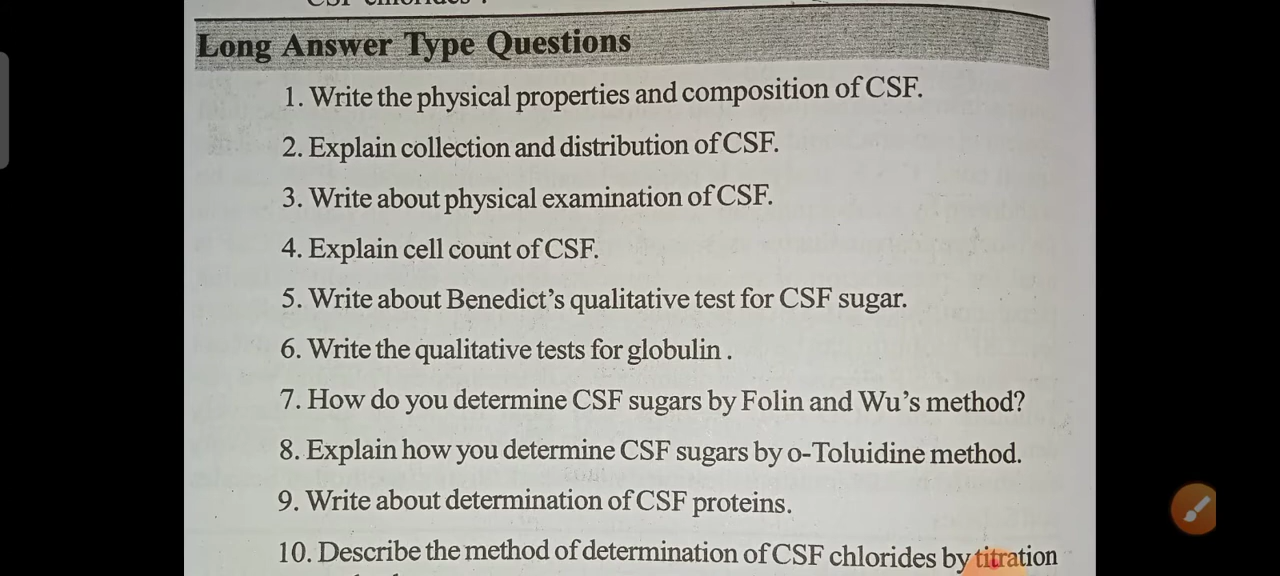 Long Answer Type Questions
1. Write the physical properties and composition of CSF.
2. Explain collection and distribution of CSF.
3. Write about physical examination of CSF.
4. Explain cell count of CSF.
5. Write about Benedict's qualitative test for CSF sugar.
6. Write the qualitative tests for globulin .
7. How do you determine CSF sugars by Folin and Wu's method?
8. Explain how you determine CSF sugars by o-Toluidine method.
9. Write about determination of CSF proteins.
10. Describe the method of determination of CSF chlorides by titration